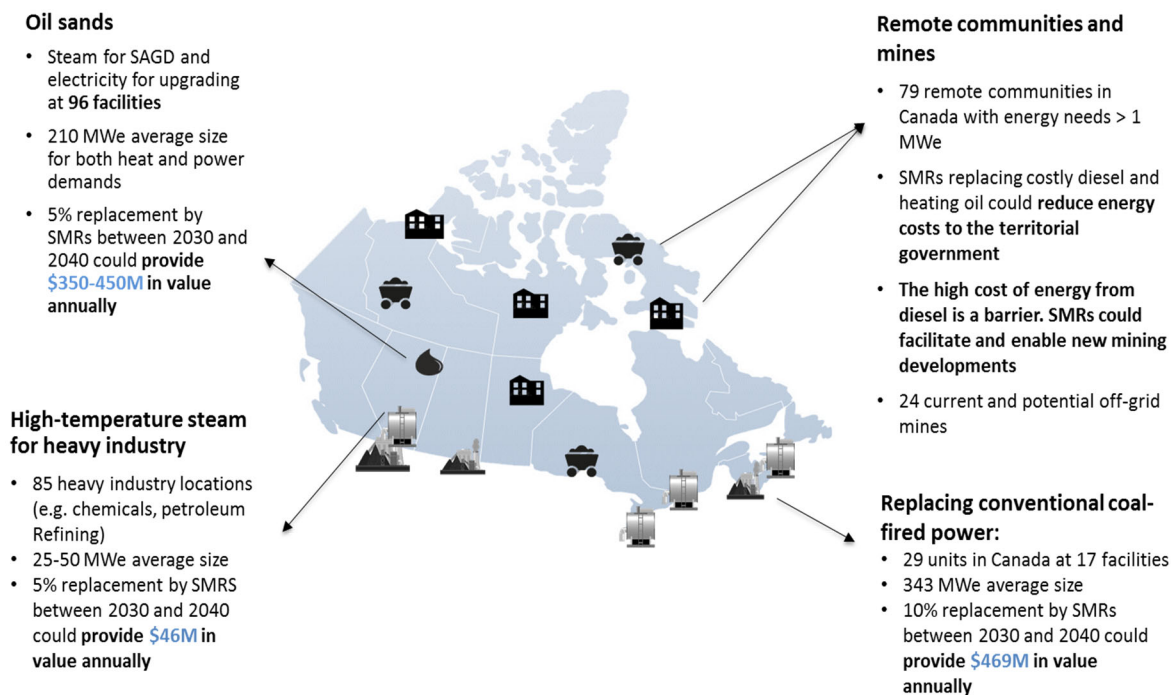 Oil sands
• Steam for SAGD and
electricity for upgrading
at 96 facilities
• 210 MWe average size
for both heat and power
demands
• 5% replacement by
SMRs between 2030 and
2040 could provide
$350-450M in value
annually
High-temperature steam
for heavy industry
• 85 heavy industry locations
(e.g. chemicals, petroleum
Refining)
• 25-50 MWe average size
• 5% replacement by SMRS
between 2030 and 2040
could provide $46M in
value annually
Remote communities and
mines
• 79 remote communities in
Canada with energy needs > 1
MWe
• SMRs replacing costly diesel and
heating oil could reduce energy
costs to the territorial
government
• The high cost of energy from
diesel is a barrier. SMRs could
facilitate and enable new mining
developments
• 24 current and potential off-grid
mines
Replacing conventional coal-
fired power:
• 29 units in Canada at 17 facilities
• 343 MWe average size
• 10% replacement by SMRs
between 2030 and 2040 could
provide $469M in value
annually